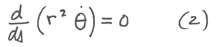 d/ds (r² θ̇) = 0 (2)